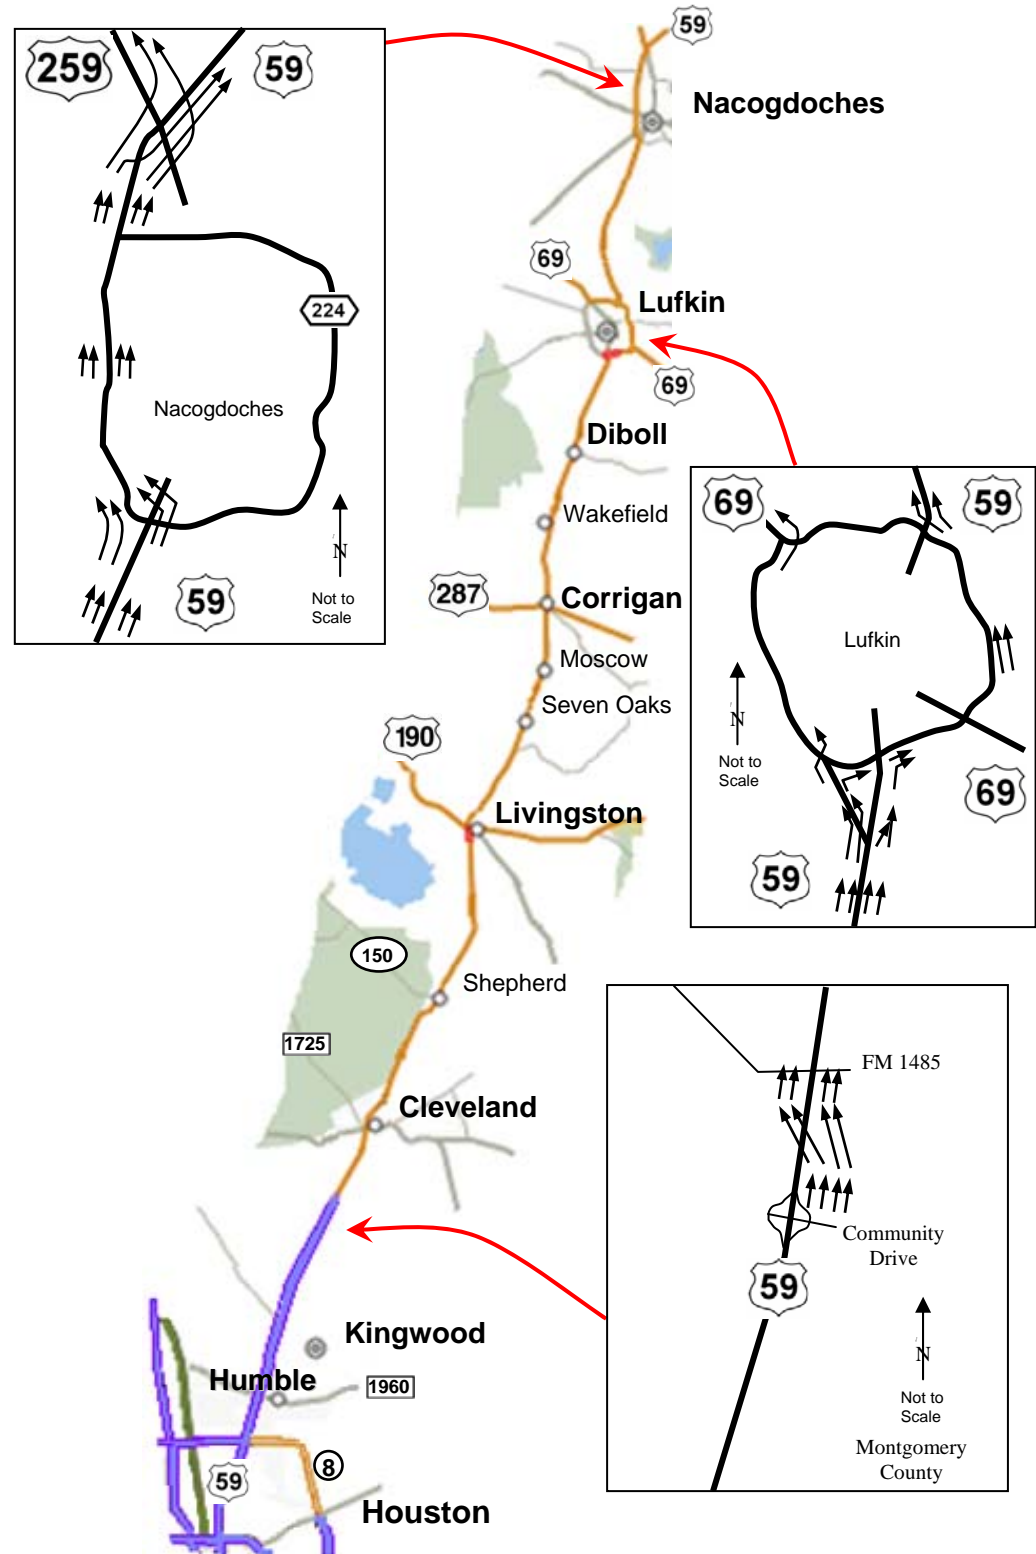 259
59
224
Nacogdoches
59
N
Not to
Scale
59
Nacogdoches
69
Lufkin
69
Diboll
Wakefield
287
Corrigan
Moscow
Seven Oaks
190
Livingston
150
Shepherd
1725
Cleveland
Kingwood
Humble
1960
8
59
Houston
69
59
Lufkin
N
Not to
Scale
69
59
FM 1485
Community
Drive
59
N
Not to
Scale
Montgomery
County